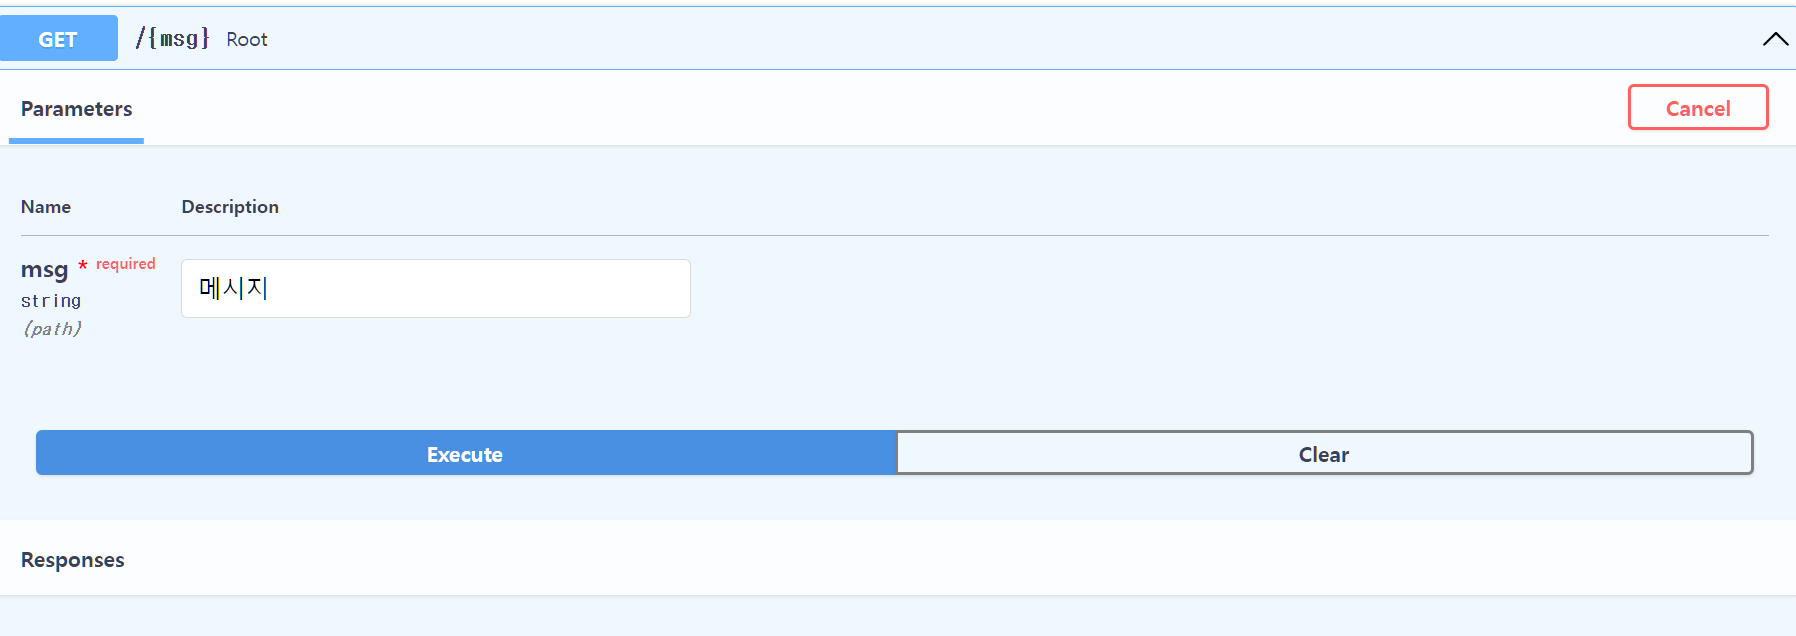 GET /{msg} Root
Parameters
Cancel
Name Description
msg * required
string
(path)
메시지
Execute Clear
Responses